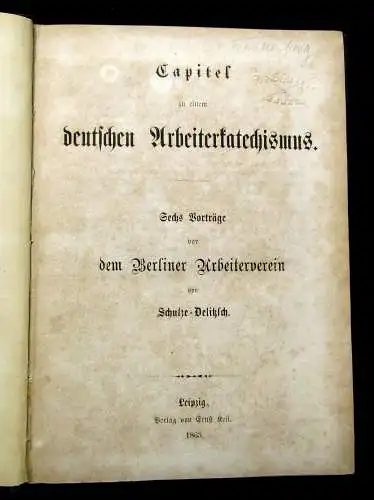 Capitel
zu einem
deutschen Arbeiterkatechismus.
Sechs Vorträge
vor
dem Berliner Arbeiterverein
von
Schulze-Delitzsch.
Leipzig,
Verlag von Ernst Keil.
1863.